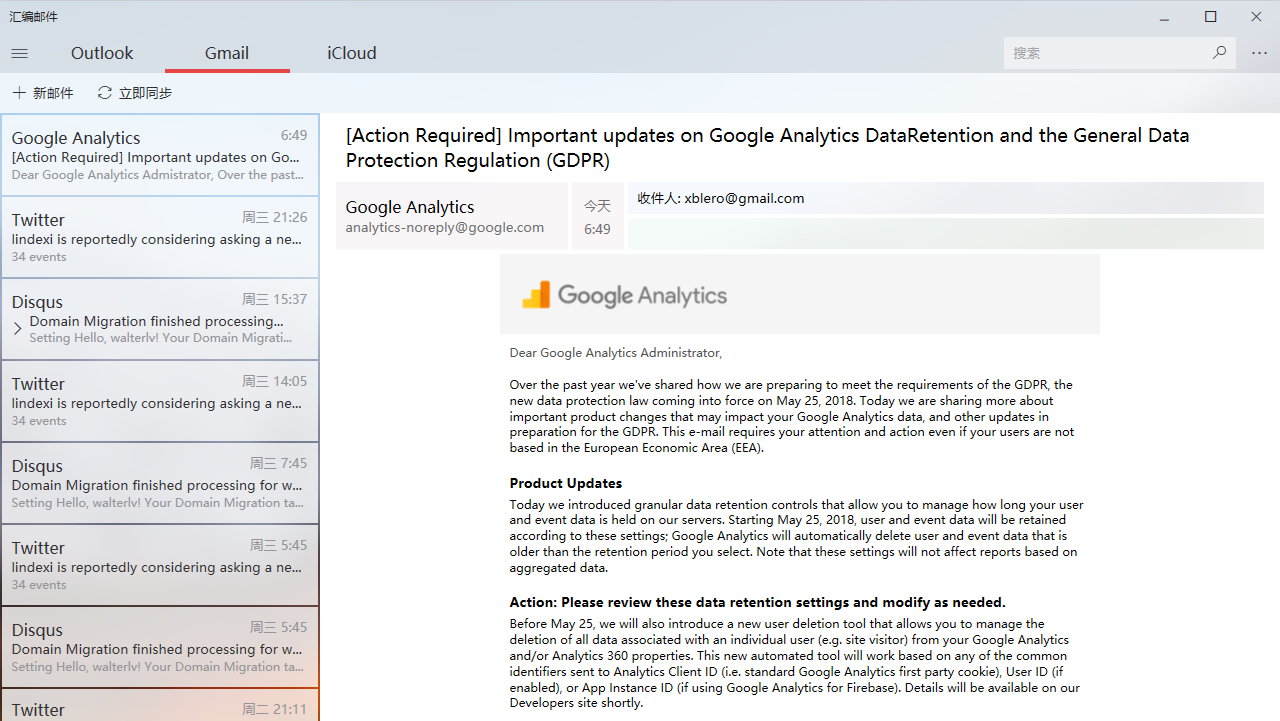 汇编邮件
Outlook
Gmail
iCloud
搜索
新邮件
立即同步
Google Analytics
6:49
[Action Required] Important updates on Go...
Dear Google Analytics Admistrator, Over the past...
Twitter
周三 21:26
lindexi is reportedly considering asking a ne...
34 events
Disqus
周三 15:37
Domain Migration finished processing...
Setting Hello, walterlv! Your Domain Migrati...
Twitter
周三 14:05
lindexi is reportedly considering asking a ne...
34 events
Disqus
周三 7:45
Domain Migration finished processing for w...
Setting Hello, walterlv! Your Domain Migration ta...
Twitter
周三 5:45
lindexi is reportedly considering asking a ne...
34 events
Disqus
周三 5:45
Domain Migration finished processing for w...
Setting Hello, walterlv! Your Domain Migration ta...
Twitter
周二 21:11
[Action Required] Important updates on Google Analytics DataRetention and the General Data
Protection Regulation (GDPR)
Google Analytics
analytics-noreply@google.com
今天
6:49
收件人: xblero@gmail.com
Google Analytics
Dear Google Analytics Administrator,
Over the past year we've shared how we are preparing to meet the requirements of the GDPR, the
new data protection law coming into force on May 25, 2018. Today we are sharing more about
important product changes that may impact your Google Analytics data, and other updates in
preparation for the GDPR. This e-mail requires your attention and action even if your users are not
based in the European Economic Area (EEA).
Product Updates
Today we introduced granular data retention controls that allow you to manage how long your user
and event data is held on our servers. Starting May 25, 2018, user and event data will be retained
according to these settings; Google Analytics will automatically delete user and event data that is
older than the retention period you select. Note that these settings will not affect reports based on
aggregated data.
Action: Please review these data retention settings and modify as needed.
Before May 25, we will also introduce a new user deletion tool that allows you to manage the
deletion of all data associated with an individual user (e.g. site visitor) from your Google Analytics
and/or Analytics 360 properties. This new automated tool will work based on any of the common
identifiers sent to Analytics Client ID (i.e. standard Google Analytics first party cookie), User ID (if
enabled), or App Instance ID (if using Google Analytics for Firebase). Details will be available on our
Developers site shortly.